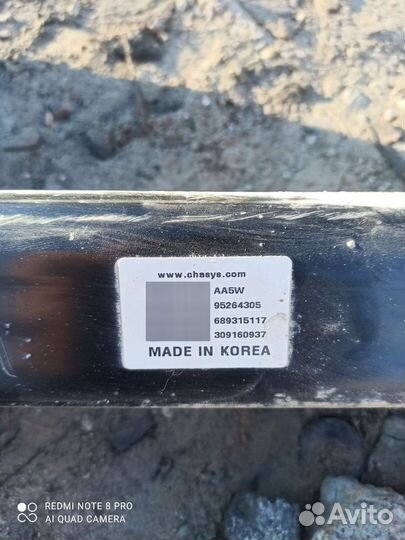 www.chasys.com
AA5W
95264305
689315117
309160937
MADE IN KOREA
REDMI NOTE 8 PRO
AI QUAD CAMERA
Avito